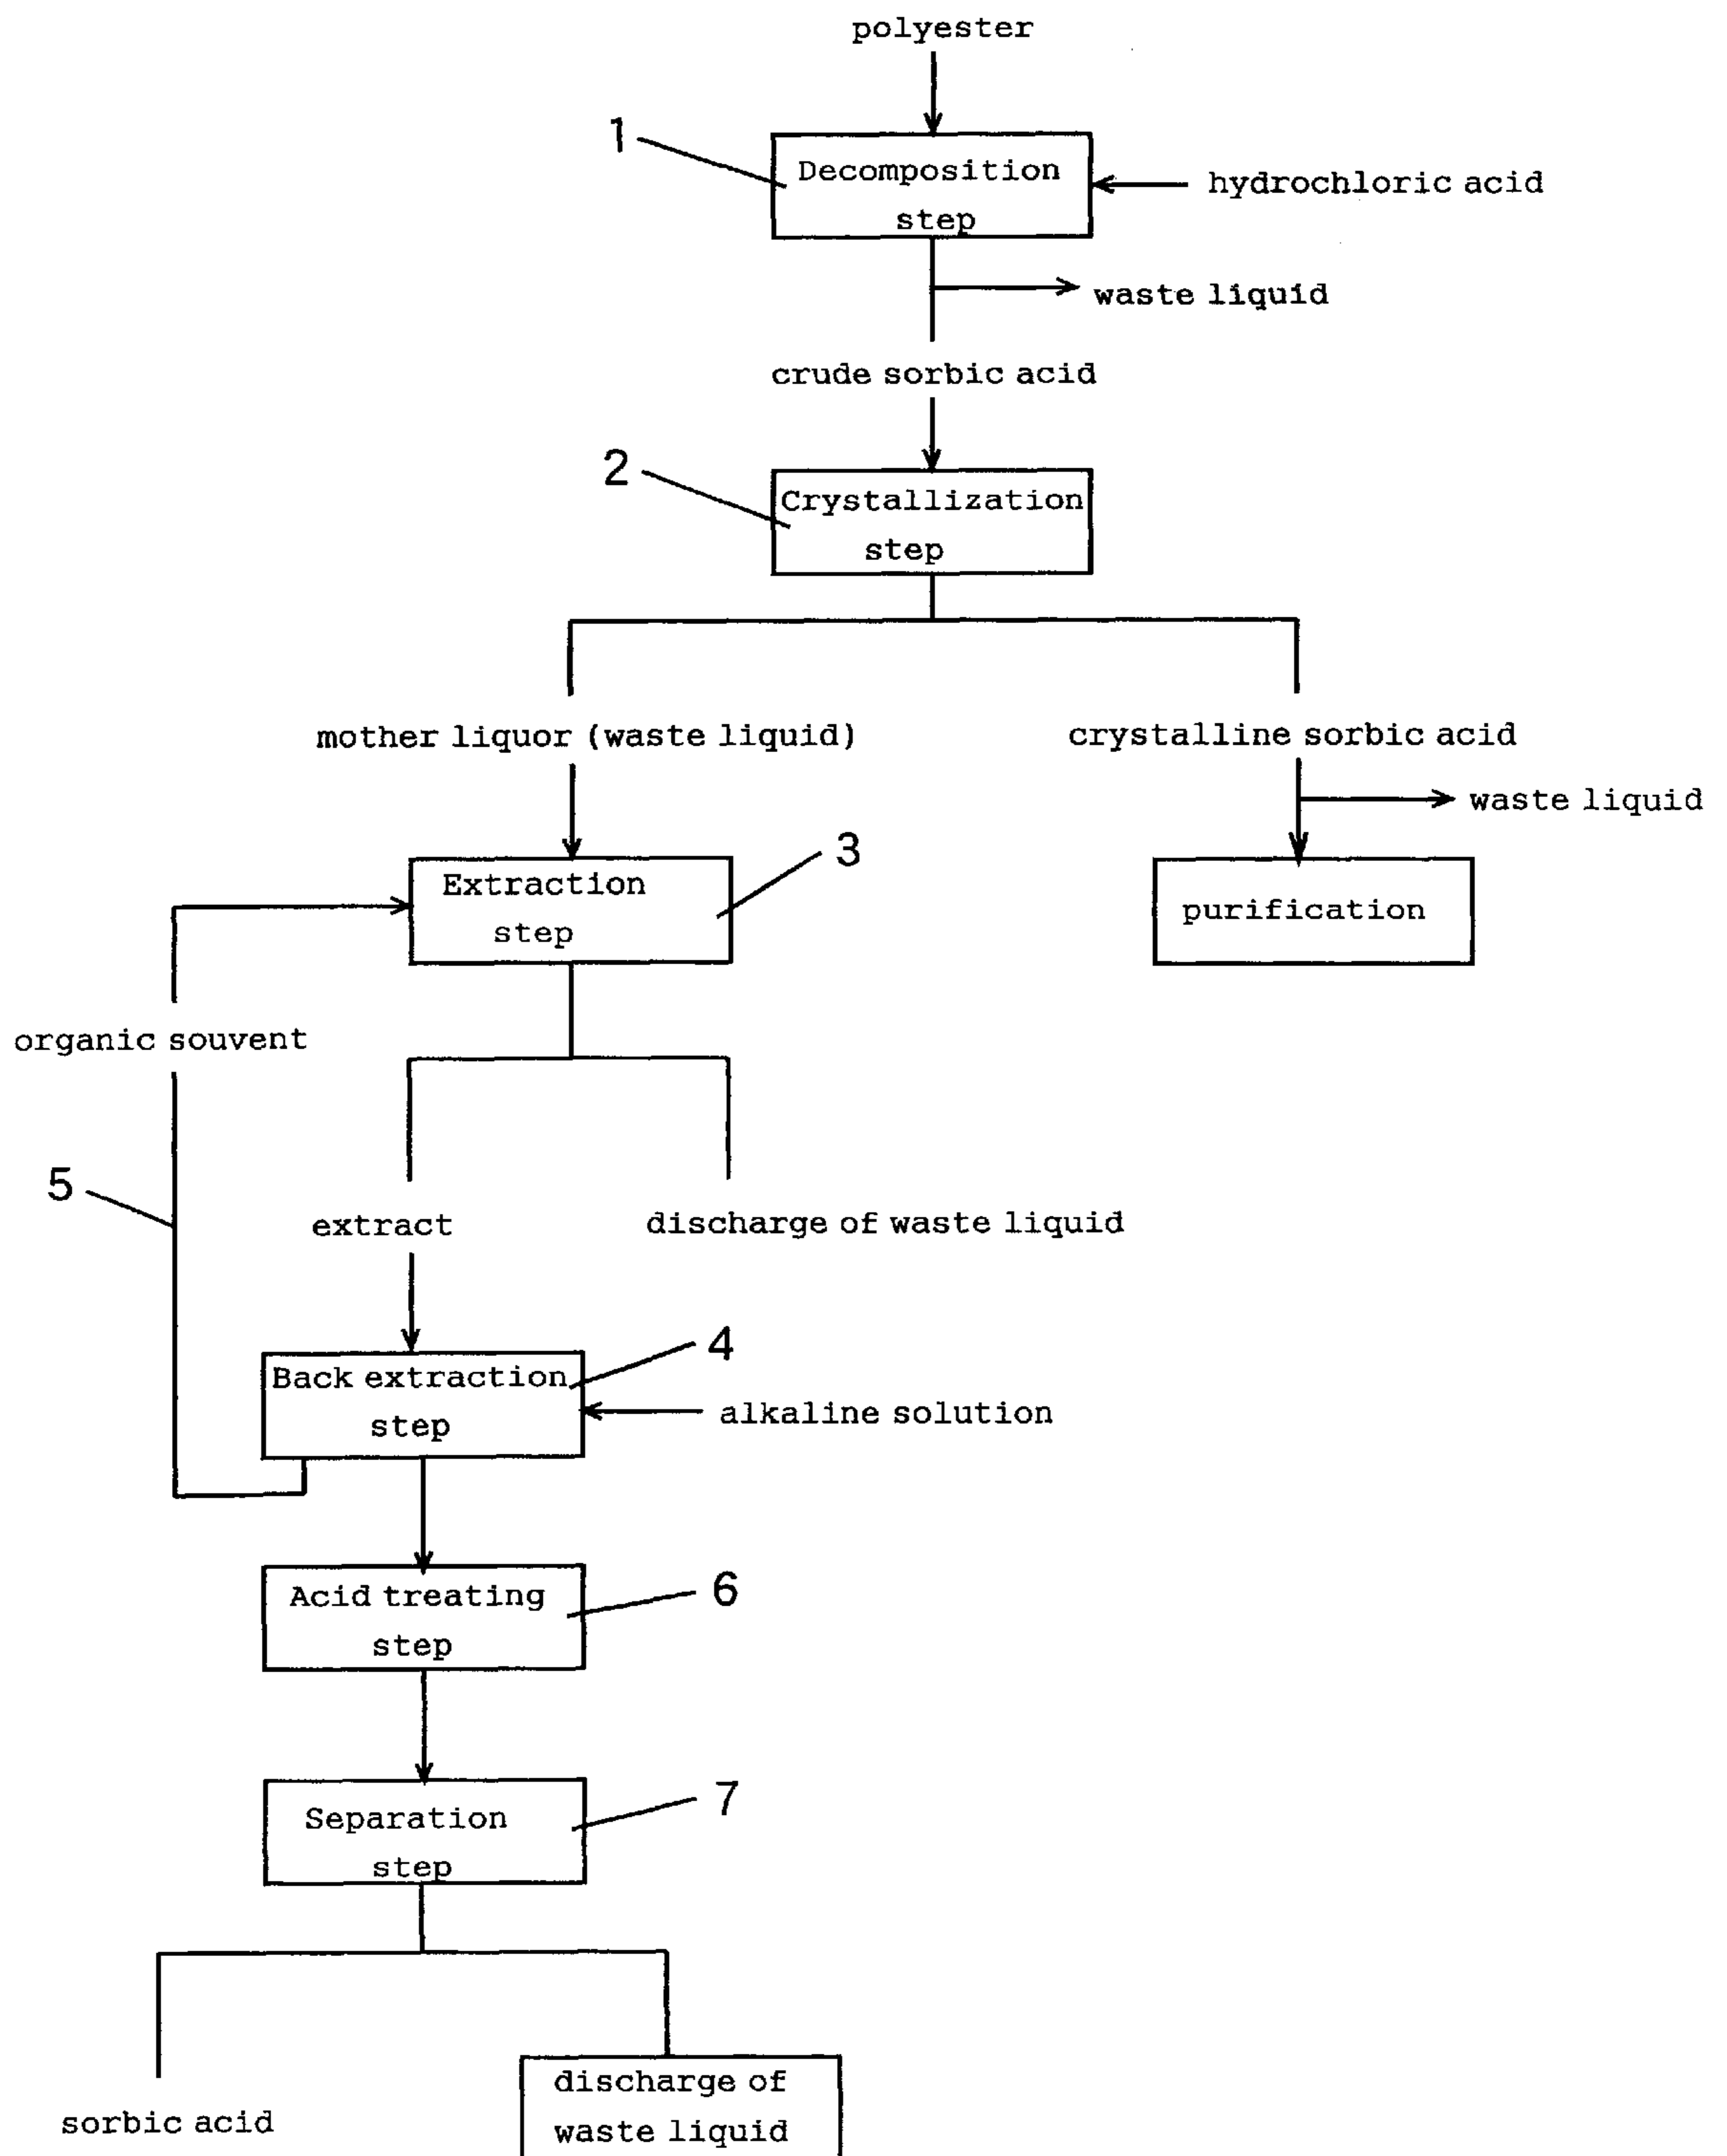 polyester
1
Decomposition
step
hydrochloric acid
waste liquid
crude sorbic acid
2
Crystallization
step
mother liquor (waste liquid)
crystalline sorbic acid
waste liquid
3
Extraction
step
purification
organic souvent
5
extract
discharge of waste liquid
4
Back extraction
step
alkaline solution
6
Acid treating
step
7
Separation
step
sorbic acid
discharge of
waste liquid